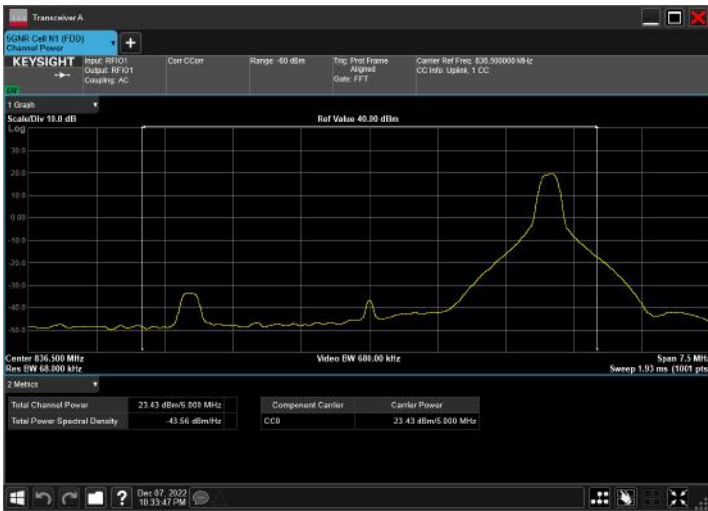 Transceiver A
5GNR Cell N1 (FDD)
Channel Power
KEYSIGHT
Input: RFIO1
Output: RFIO1
Coupling: AC
Corr CCorr
Range: -60 dBm
Trig: Prot Frame
Aligned
Gate: FFT
Carrier Ref Freq: 836.500000 MHz
CC Info: Uplink, 1 CC
1 Graph
Scale/Div 10.0 dB
Ref Value 40.00 dBm
Log
30.0
20.0
10.0
0.00
-10.0
-20.0
-30.0
-40.0
-50.0
Center 836.500 MHz
Video BW 680.00 kHz
Span 7.5 MHz
Res BW 68.000 kHz
Sweep 1.93 ms (1001 pts
2 Metrics
Total Channel Power 23.43 dBm/5.000 MHz
Total Power Spectral Density -43.56 dBm/Hz
Component Carrier Carrier Power
CC0 23.43 dBm/5.000 MHz
?
Dec 07, 2022
10:33:47 PM